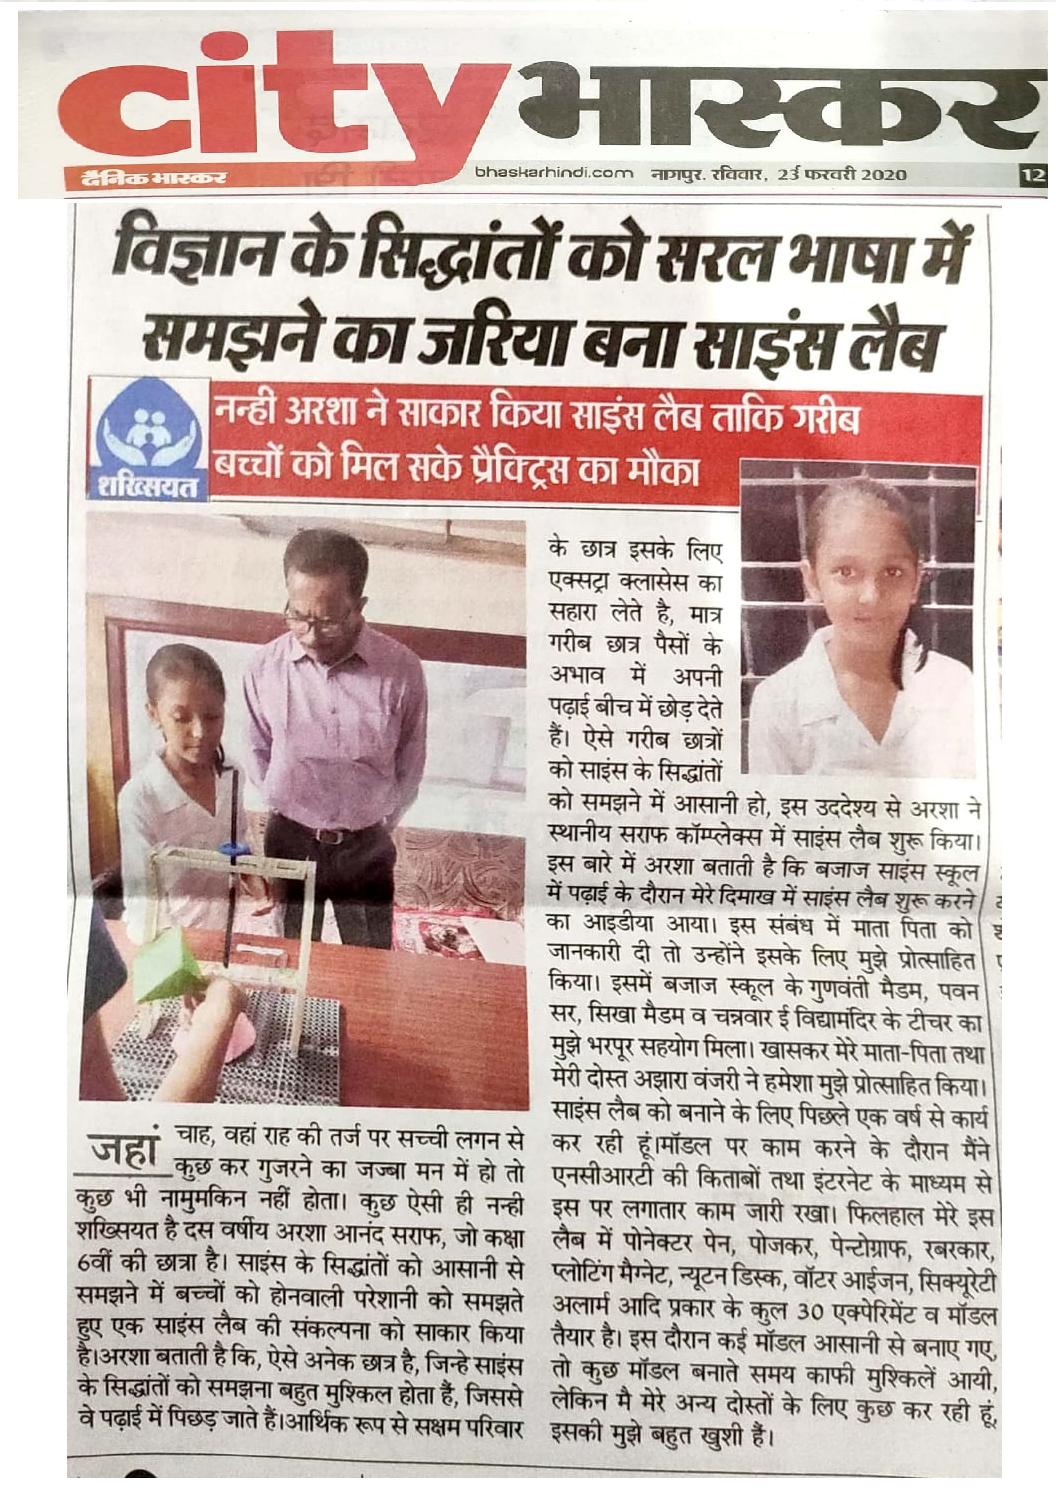 city भास्कर
दैनिक भास्कर
bhaskarhindi.com नागपुर. रविवार, 23 फरवरी 2020
12
विज्ञान के सिद्धांतों को सरल भाषा में
समझने का जरिया बना साइंस लैब
शख्सियत
नन्ही अरशा ने साकार किया साइंस लैब ताकि गरीब
बच्चों को मिल सके प्रैक्ट्रिस का मौका
जहां चाह, वहां राह की तर्ज पर सच्ची लगन से
कुछ कर गुजरने का जज्बा मन में हो तो
कुछ भी नामुमकिन नहीं होता। कुछ ऐसी ही नन्ही
शख्सियत है दस वर्षीय अरशा आनंद सराफ, जो कक्षा
6वीं की छात्रा है। साइंस के सिद्धांतों को आसानी से
समझने में बच्चों को होनवाली परेशानी को समझते
हुए एक साइंस लैब की संकल्पना को साकार किया
है।अरशा बताती है कि, ऐसे अनेक छात्र है, जिन्हे साइंस
के सिद्धांतों को समझना बहुत मुश्किल होता है, जिससे
वे पढ़ाई में पिछड़ जाते हैं।आर्थिक रूप से सक्षम परिवार
के छात्र इसके लिए
एक्सट्रा क्लासेस का
सहारा लेते है, मात्र
गरीब छात्र पैसों के
अभाव में अपनी
पढ़ाई बीच में छोड़ देते
हैं। ऐसे गरीब छात्रों
को साइंस के सिद्धांतों
को समझने में आसानी हो, इस उददेश्य से अरशा ने
स्थानीय सराफ कॉम्प्लेक्स में साइंस लैब शुरू किया।
इस बारे में अरशा बताती है कि बजाज साइंस स्कूल
में पढ़ाई के दौरान मेरे दिमाख में साइंस लैब शुरू करने
का आइडीया आया। इस संबंध में माता पिता को
जानकारी दी तो उन्होंने इसके लिए मुझे प्रोत्साहित
किया। इसमें बजाज स्कूल के गुणवंती मैडम, पवन
सर, सिखा मैडम व चन्नवार ई विद्यामंदिर के टीचर का
मुझे भरपूर सहयोग मिला। खासकर मेरे माता-पिता तथा
मेरी दोस्त अझारा वंजरी ने हमेशा मुझे प्रोत्साहित किया।
साइंस लैब को बनाने के लिए पिछले एक वर्ष से कार्य
कर रही हूं।मॉडल पर काम करने के दौरान मैंने
एनसीआरटी की किताबों तथा इंटरनेट के माध्यम से
इस पर लगातार काम जारी रखा। फिलहाल मेरे इस
लैब में पोनेक्टर पेन, पोजकर, पेन्टोग्राफ, रबरकार,
प्लोटिंग मैग्नेट, न्यूटन डिस्क, वॉटर आईजन, सिक्यूरेटी
अलार्म आदि प्रकार के कुल 30 एक्पेरिमेंट व मॉडल
तैयार है। इस दौरान कई मॉडल आसानी से बनाए गए,
तो कुछ मॉडल बनाते समय काफी मुश्किलें आयी,
लेकिन मै मेरे अन्य दोस्तों के लिए कुछ कर रही हूं,
इसकी मुझे बहुत खुशी हैं।